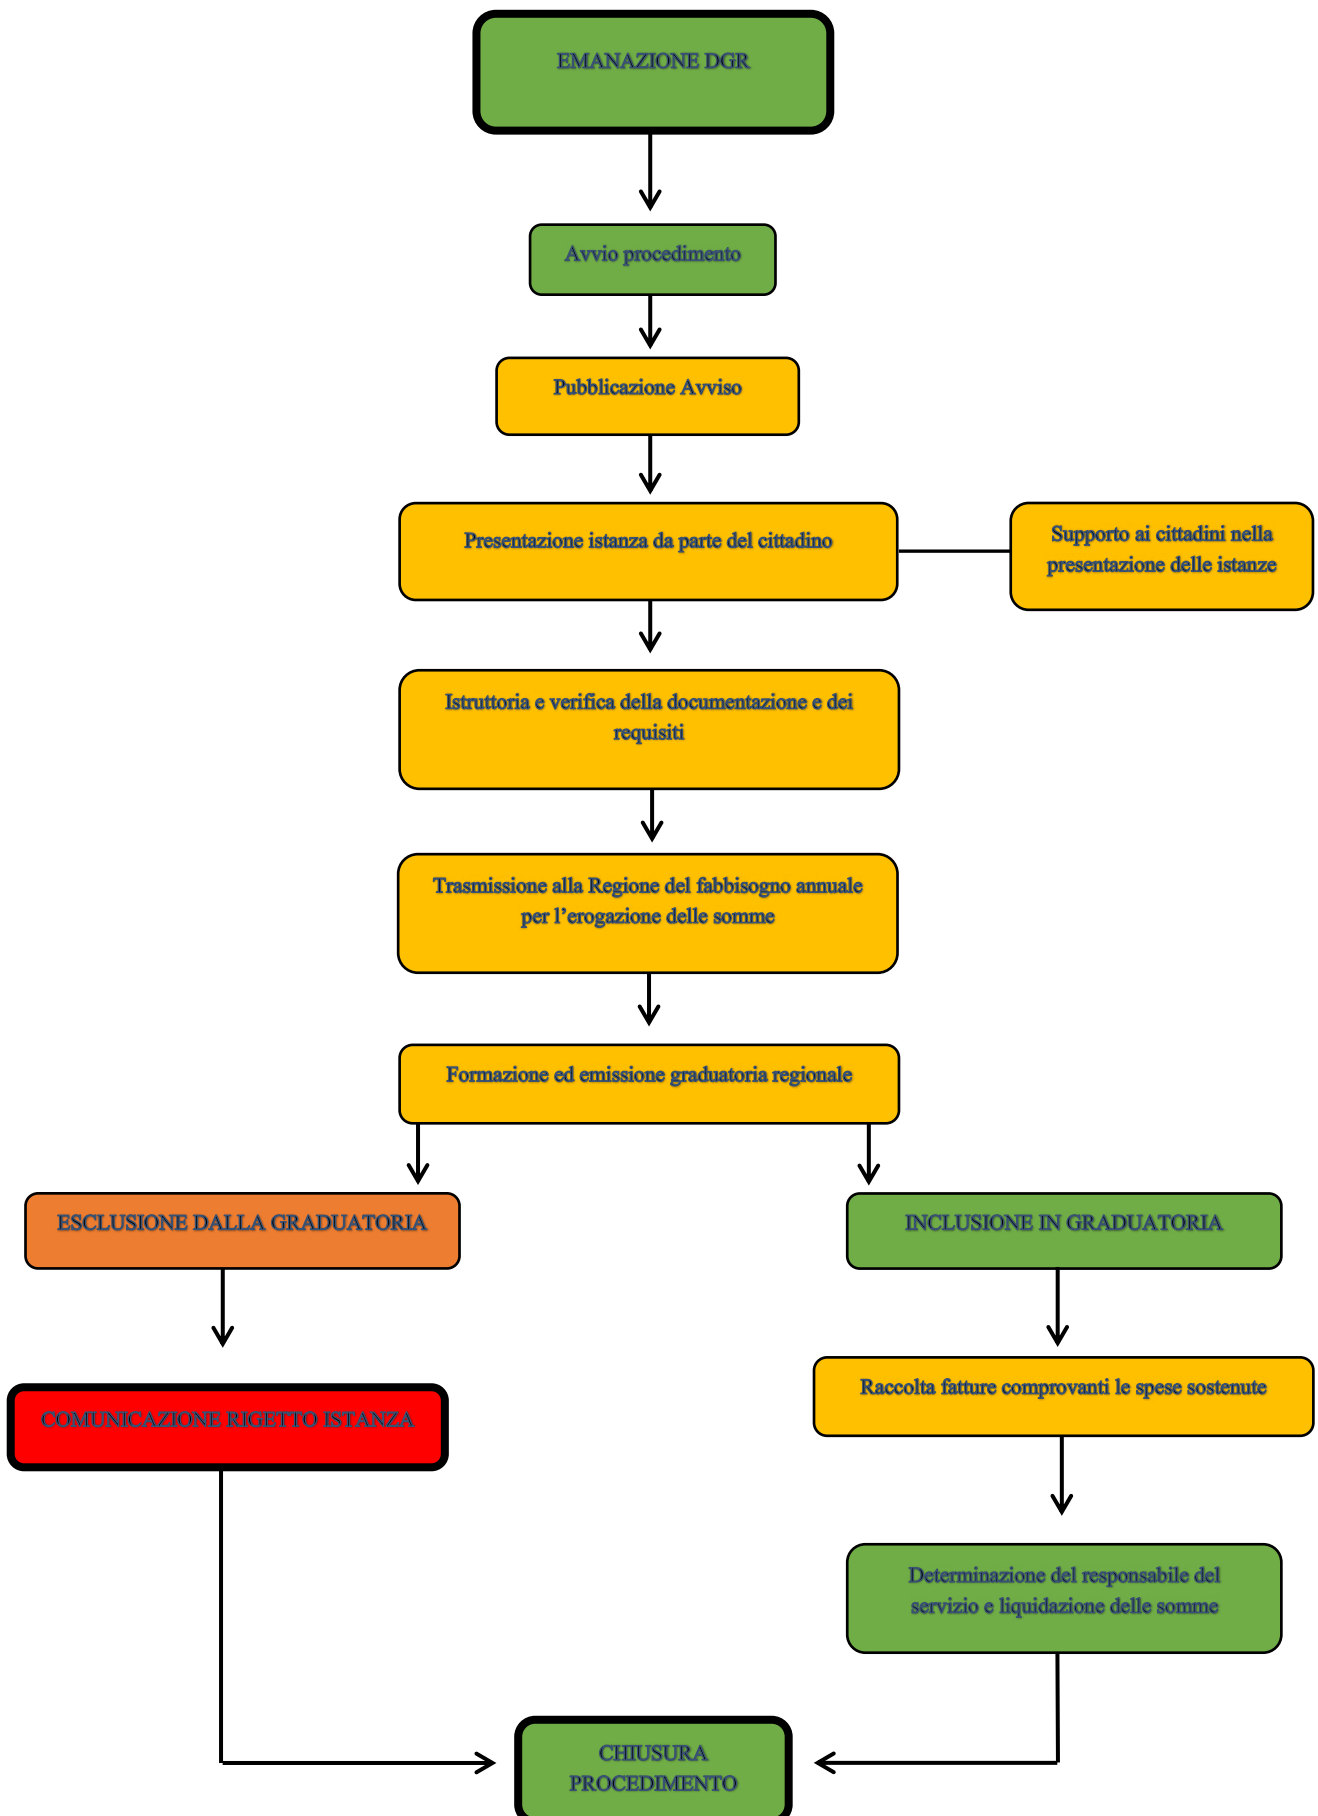 EMANAZIONE DGR
Avvio procedimento
Pubblicazione Avviso
Presentazione istanza da parte del cittadino
Supporto ai cittadini nella
presentazione delle istanze
Istruttoria e verifica della documentazione e dei
requisiti
Trasmissione alla Regione del fabbisogno annuale
per l’erogazione delle somme
Formazione ed emissione graduatoria regionale
ESCLUSIONE DALLA GRADUATORIA
INCLUSIONE IN GRADUATORIA
COMUNICAZIONE RIGETTO ISTANZA
Raccolta fatture comprovanti le spese sostenute
Determinazione del responsabile del
servizio e liquidazione delle somme
CHIUSURA
PROCEDIMENTO